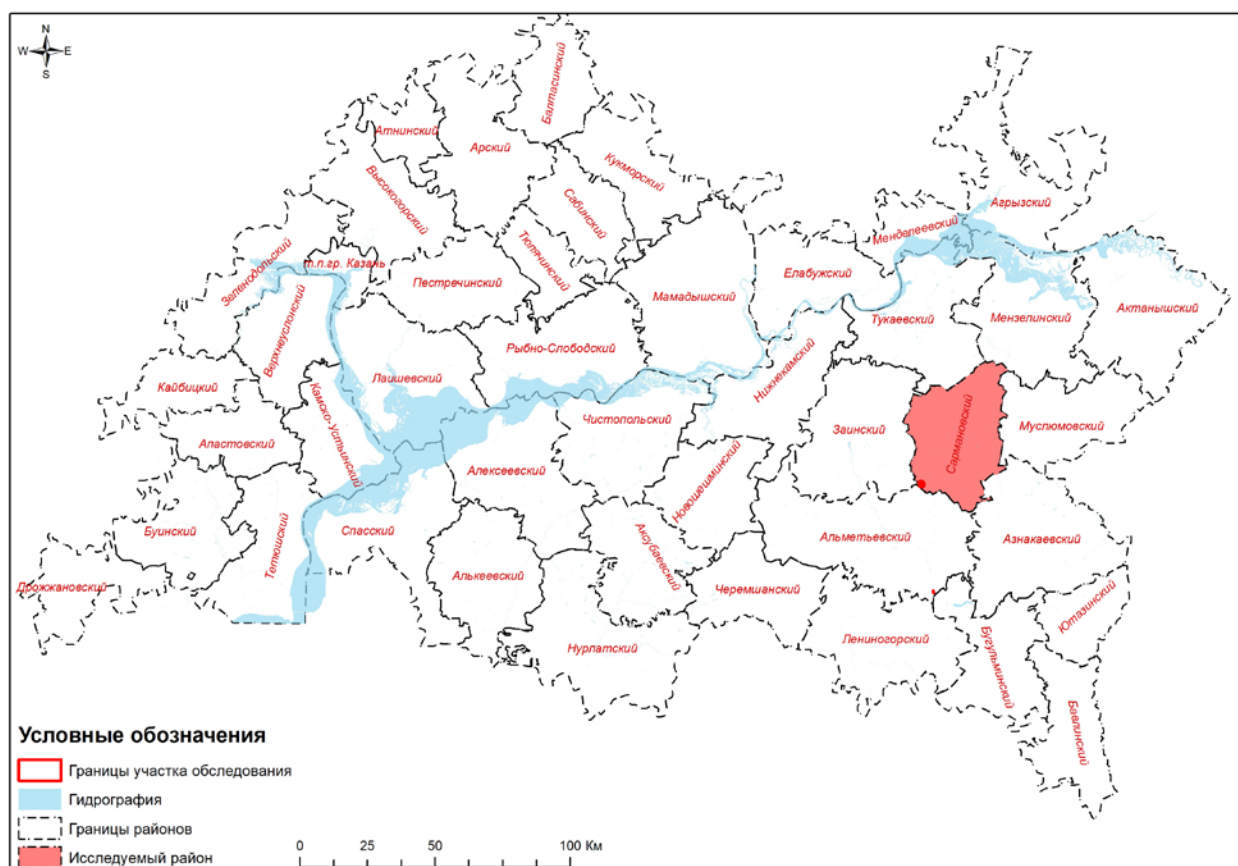 N
W E
S
Балтасинский
Атнинский
Арский
Кукморский
Высокогорский
Сабинский
Агрызский
Менделеевский
Зеленодольский
т.п.гр. Казань
Тюлячинский
Пестречинский
Елабужский
Мамадышский
Тукаевский
Мензелинский
Актанышский
Верхнеуслонский
Рыбно-Слободский
Нижнекамский
Кайбицкий
Лаишевский
Камско-Устьинский
Чистопольский
Заинский
Сармановский
Муслюмовский
Апастовский
Алексеевский
Новошешминский
Буинский
Тетюшский
Спасский
Аксубаевский
Альметьевский
Азнакаевский
Дрожжановский
Алькеевский
Черемшанский
Ютазинский
Нурлатский
Лениногорский
Бугульминский
Бавлинский
Условные обозначения
Границы участка обследования
Гидрография
Границы районов
Исследуемый район
0 25 50 100 Км